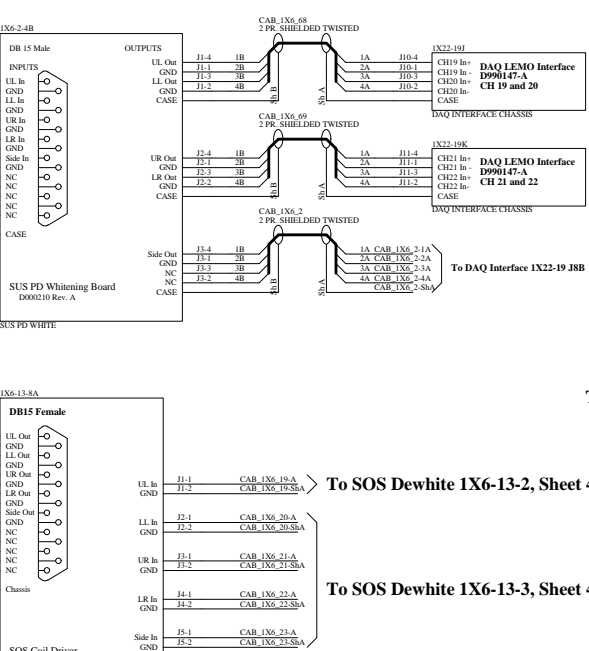 1X6-2-4B
DB 15 Male
OUTPUTS
INPUTS
UL In
GND
LL In
GND
UR In
GND
LR In
GND
Side In
GND
NC
NC
NC
NC
NC
CASE
SUS PD Whitening Board
D000210 Rev. A
SUS PD WHITE
CAB_1X6_68
2 PR. SHIELDED TWISTED
UL Out J1-4 1B
GND J1-1 2B
LL Out J1-3 3B
GND J1-2 4B
CASE
Sh B
Sh A
1A J10-4 CH19 In+
2A J10-1 CH19 In -
3A J10-3 CH20 In+
4A J10-2 CH20 In-
CASE
1X22-19J
DAQ LEMO Interface
D990147-A
CH 19 and 20
DAQ INTERFACE CHASSIS
CAB_1X6_69
2 PR. SHIELDED TWISTED
UR Out J2-4 1B
GND J2-1 2B
LR Out J2-3 3B
GND J2-2 4B
CASE
Sh B
Sh A
1A J11-4 CH21 In+
2A J11-1 CH21 In -
3A J11-3 CH22 In+
4A J11-2 CH22 In-
CASE
1X22-19K
DAQ LEMO Interface
D990147-A
CH 21 and 22
DAQ INTERFACE CHASSIS
CAB_1X6_2
2 PR. SHIELDED TWISTED
Side Out J3-4 1B
GND J3-1 2B
NC J3-3 3B
NC J3-2 4B
CASE
Sh B
Sh A
1A CAB_1X6_2-1A
2A CAB_1X6_2-2A
3A CAB_1X6_2-3A
4A CAB_1X6_2-4A
CAB_1X6_2-ShA
To DAQ Interface 1X22-19 J8B
1X6-13-8A
DB15 Female
UL Out
GND
LL Out
GND
UR Out
GND
LR Out
GND
Side Out
GND
NC
NC
NC
NC
NC
Chassis
SOS Coil Driver
UL In J1-1 CAB_1X6_19-A
GND J1-2 CAB_1X6_19-ShA
To SOS Dewhite 1X6-13-2, Sheet
LL In J2-1 CAB_1X6_20-A
GND J2-2 CAB_1X6_20-ShA
UR In J3-1 CAB_1X6_21-A
GND J3-2 CAB_1X6_21-ShA
To SOS Dewhite 1X6-13-3, Sheet
LR In J4-1 CAB_1X6_22-A
GND J4-2 CAB_1X6_22-ShA
Side In J5-1 CAB_1X6_23-A
GND J5-2 CAB_1X6_23-ShA